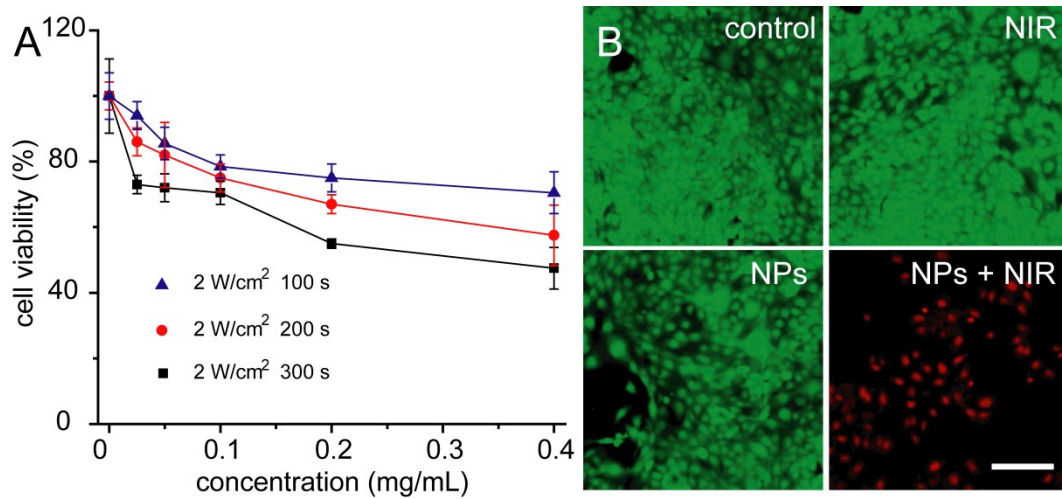 A
120
80
40
0
cell viability (%)
2 W/cm² 100 s
2 W/cm² 200 s
2 W/cm² 300 s
0 0.1 0.2 0.3 0.4
concentration (mg/mL)
B
control
NIR
NPs
NPs + NIR